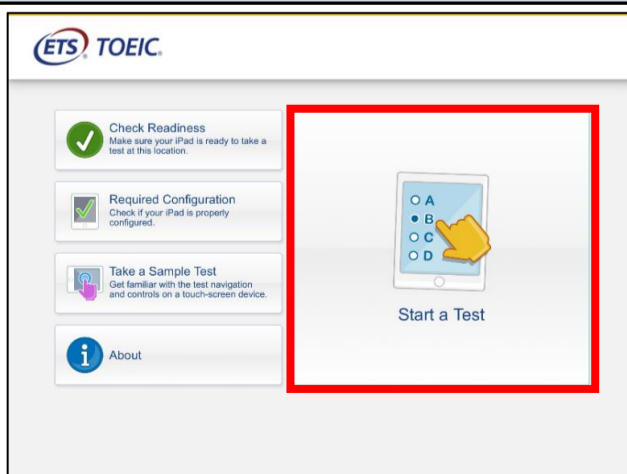 ETS® TOEIC®
Check Readiness
Make sure your iPad is ready to take a
test at this location.
Required Configuration
Check if your iPad is properly
configured.
Take a Sample Test
Get familiar with the test navigation
and controls on a touch-screen device.
About
A
B
C
D
Start a Test